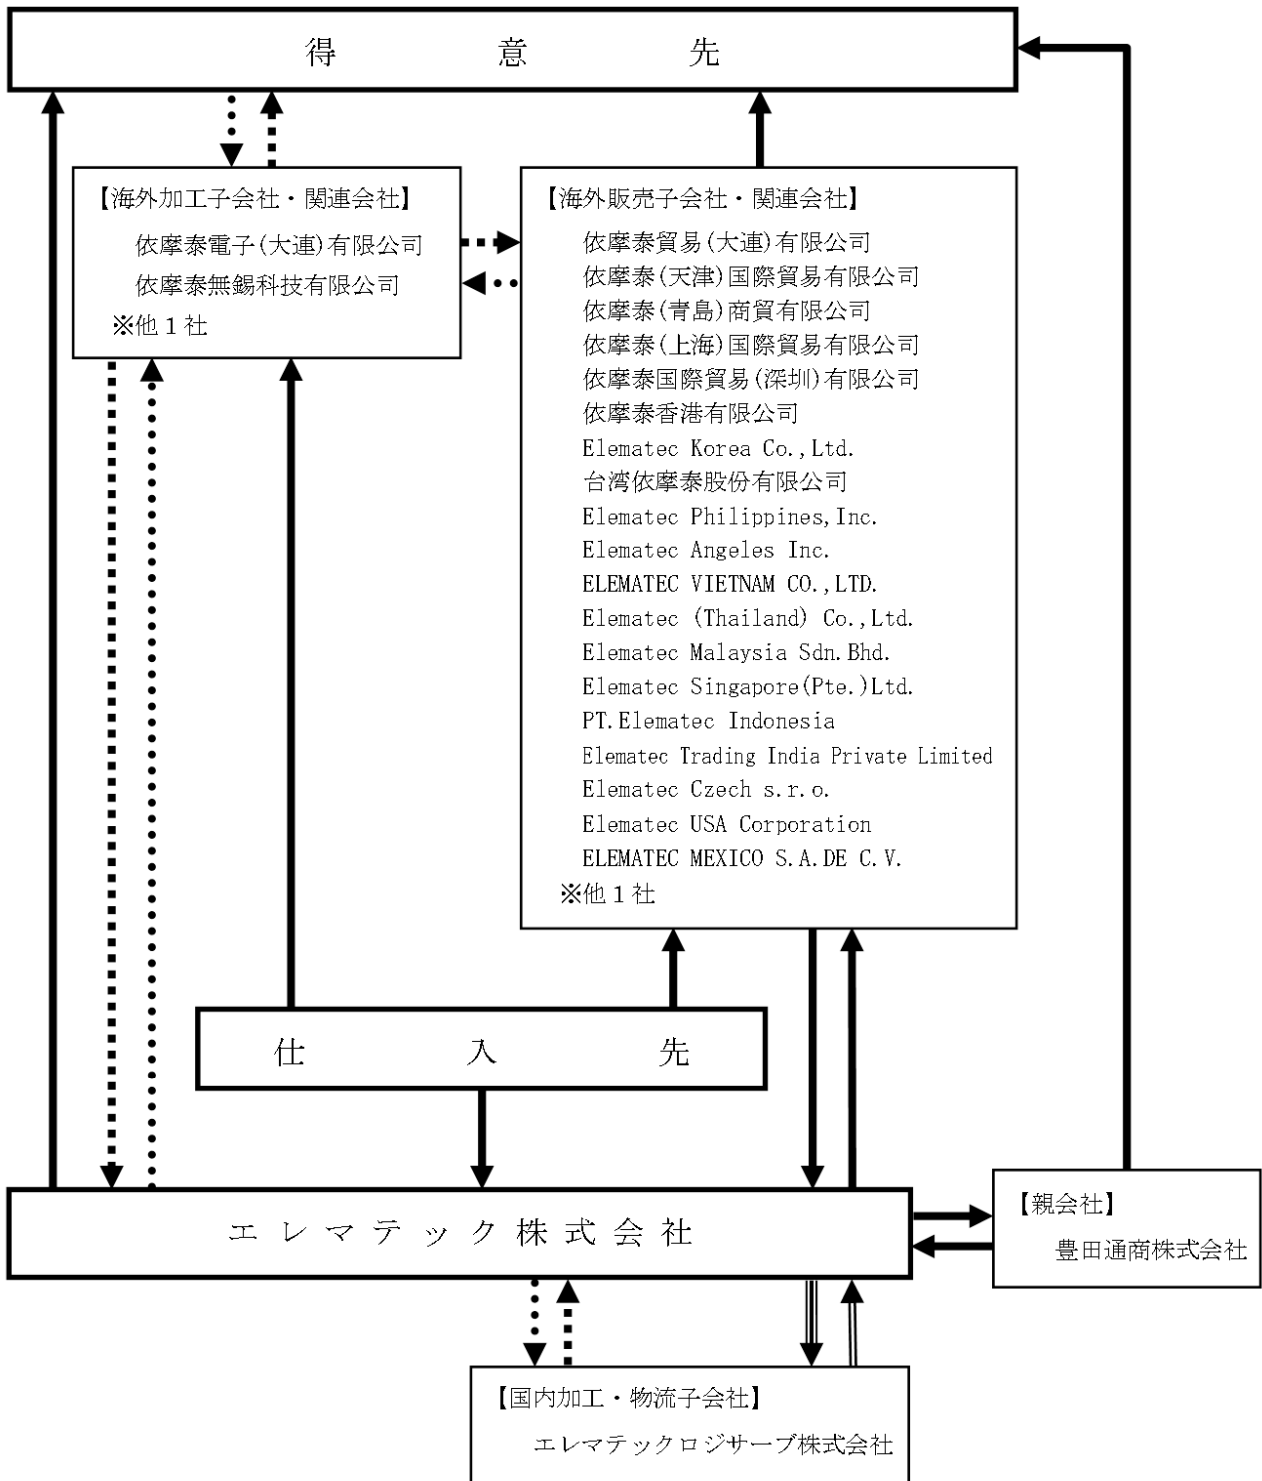 得意先
【海外加工子会社・関連会社】
依摩泰電子(大連)有限公司
依摩泰無錫科技有限公司
※他１社
【海外販売子会社・関連会社】
依摩泰貿易(大連)有限公司
依摩泰(天津)国際貿易有限公司
依摩泰(青島)商貿有限公司
依摩泰(上海)国際貿易有限公司
依摩泰国際貿易(深圳)有限公司
依摩泰香港有限公司
Elematec Korea Co.,Ltd.
台湾依摩泰股份有限公司
Elematec Philippines,Inc.
Elematec Angeles Inc.
ELEMATEC VIETNAM CO.,LTD.
Elematec (Thailand) Co.,Ltd.
Elematec Malaysia Sdn.Bhd.
Elematec Singapore(Pte.)Ltd.
PT.Elematec Indonesia
Elematec Trading India Private Limited
Elematec Czech s.r.o.
Elematec USA Corporation
ELEMATEC MEXICO S.A.DE C.V.
※他１社
仕入先
エレマテック株式会社
【親会社】
豊田通商株式会社
【国内加工・物流子会社】
エレマテックロジサーブ株式会社